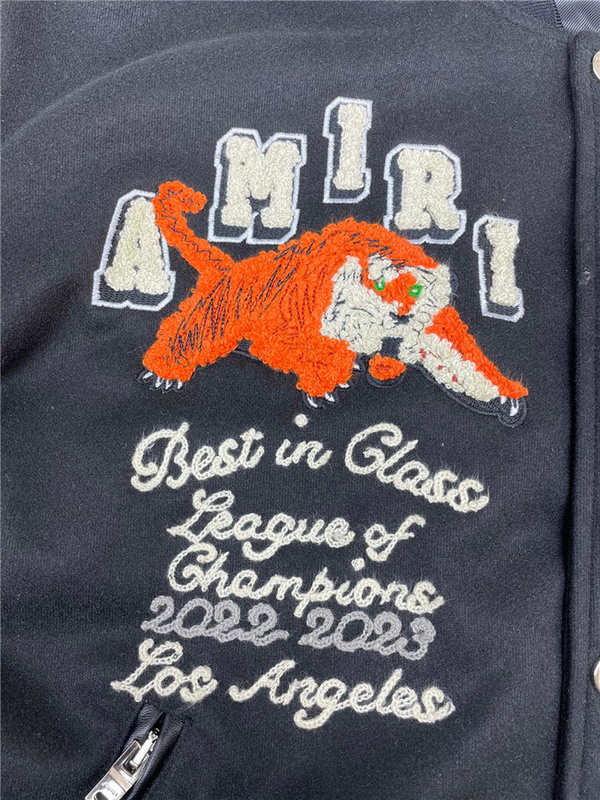 AMIRI
Best in Class
League of
Champions
2022 2023
Los Angeles